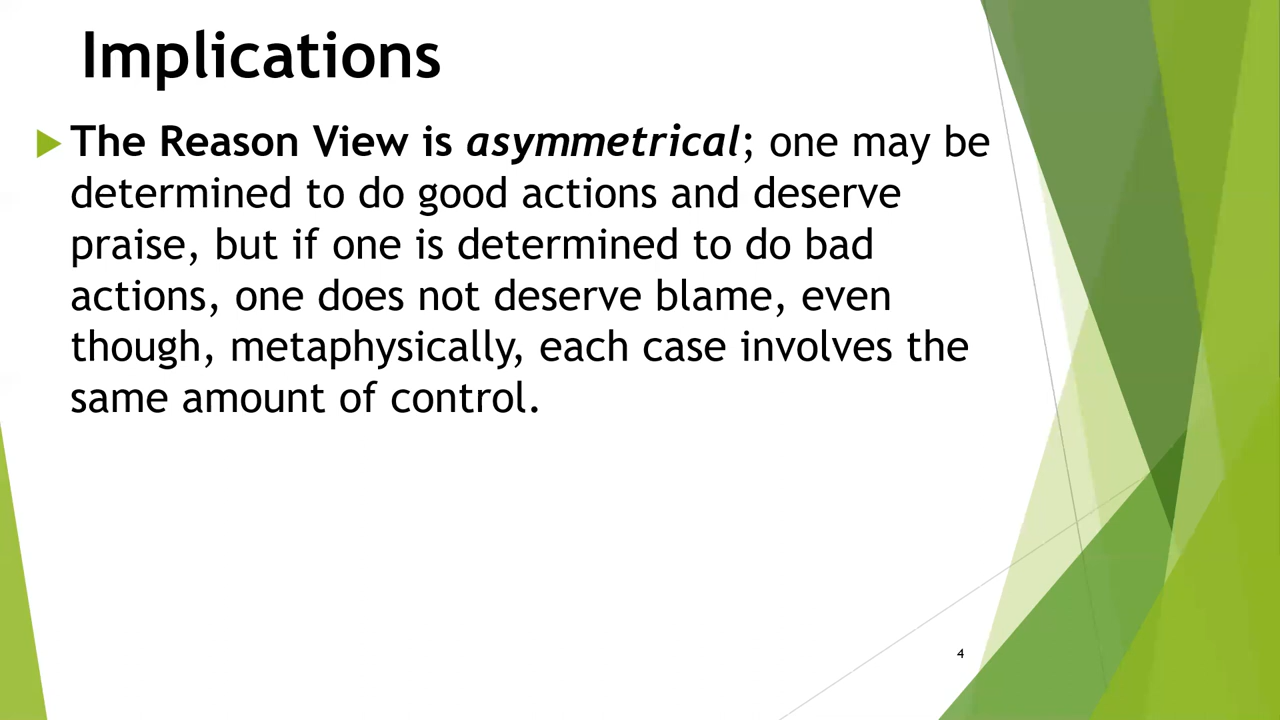 Implications
The Reason View is asymmetrical; one may be
determined to do good actions and deserve
praise, but if one is determined to do bad
actions, one does not deserve blame, even
though, metaphysically, each case involves the
same amount of control.
4